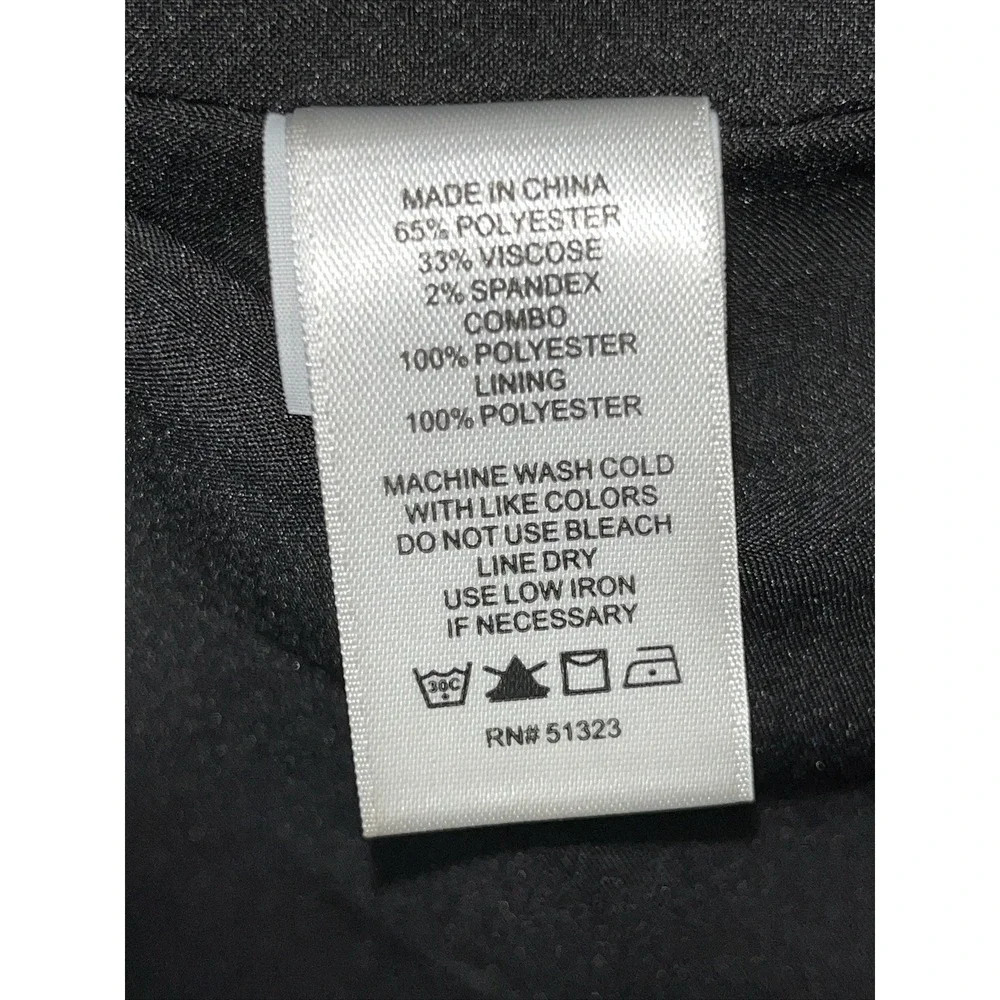 MADE IN CHINA
65% POLYESTER
33% VISCOSE
2% SPANDEX
COMBO
100% POLYESTER
LINING
100% POLYESTER
MACHINE WASH COLD
WITH LIKE COLORS
DO NOT USE BLEACH
LINE DRY
USE LOW IRON
IF NECESSARY
30C
RN# 51323